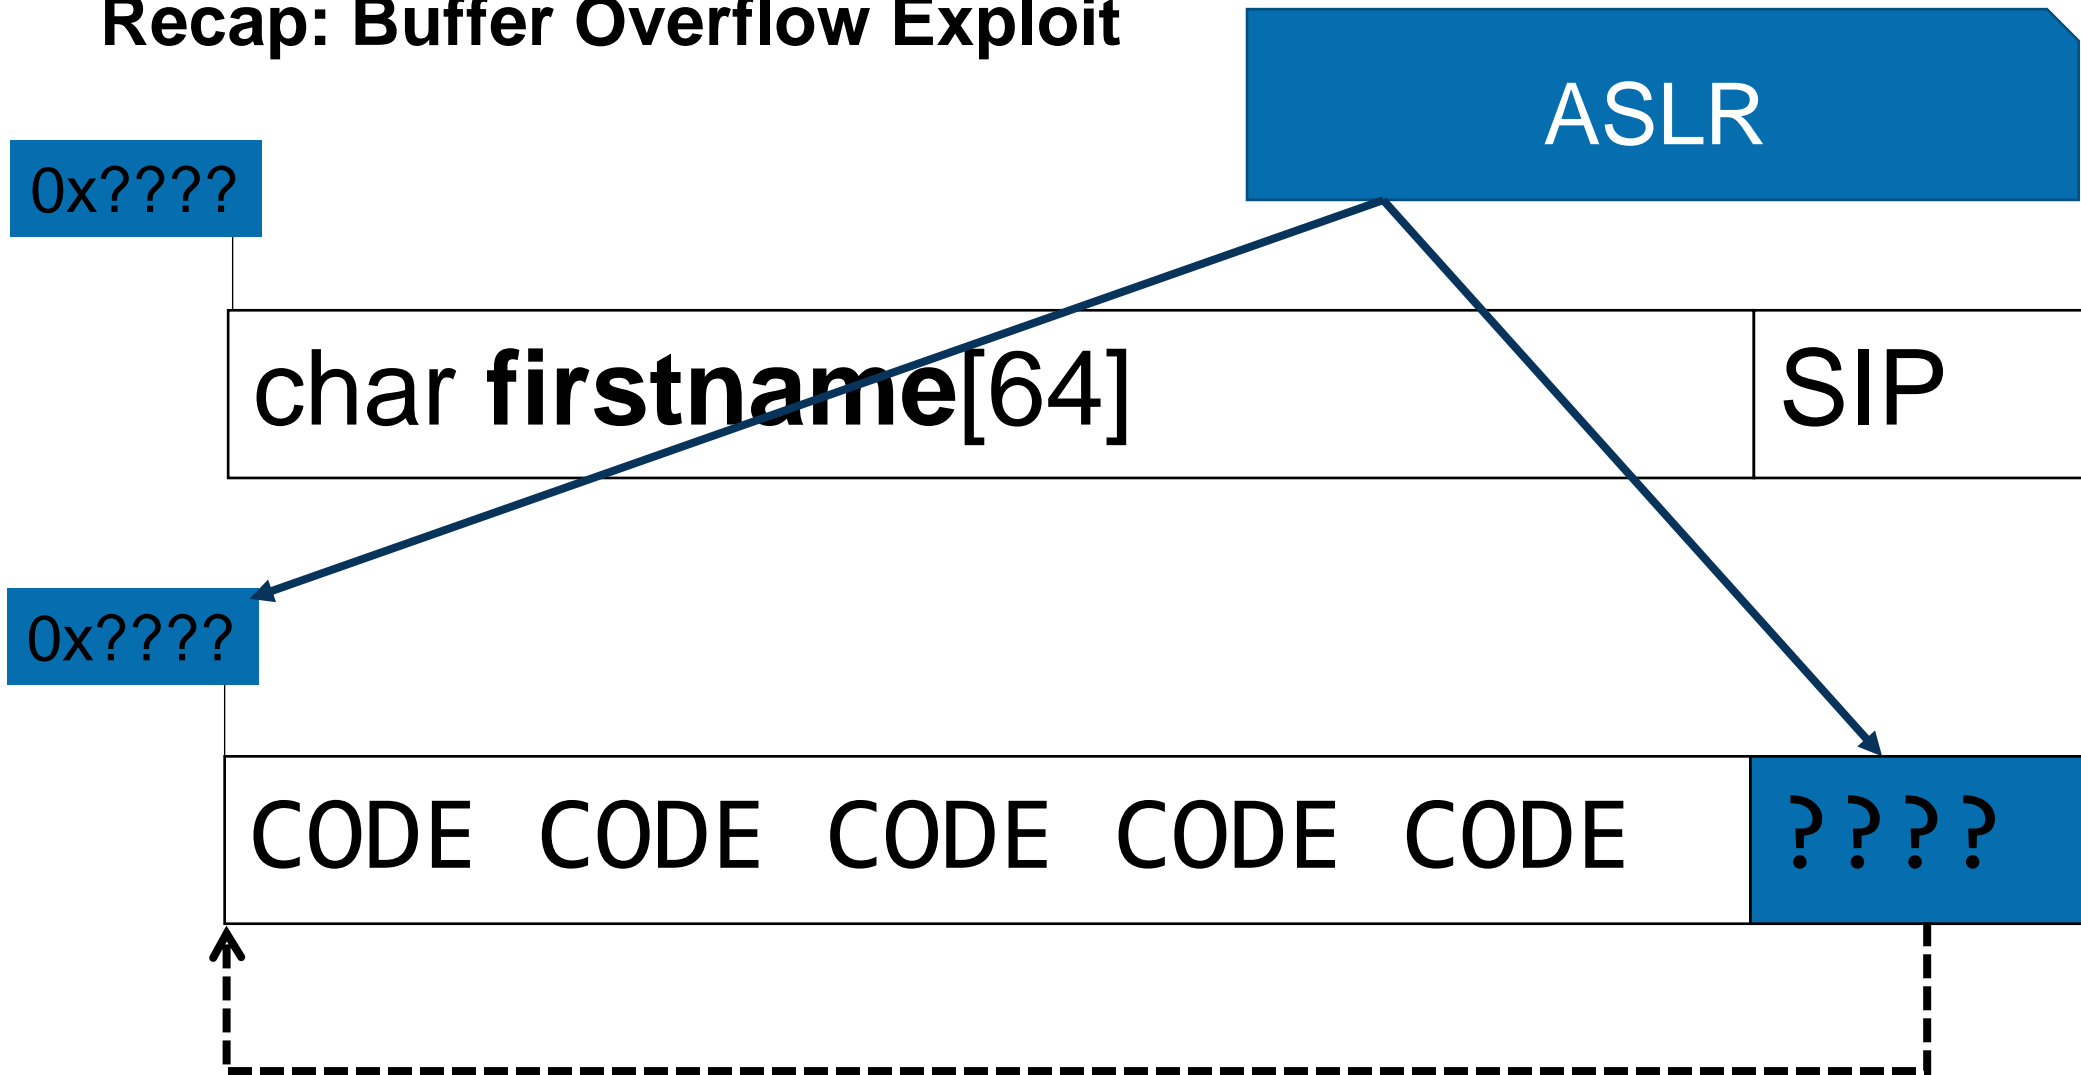 Recap: Buffer Overflow Exploit
ASLR
0x????
char firstname[64]
SIP
0x????
CODE CODE CODE CODE CODE
????